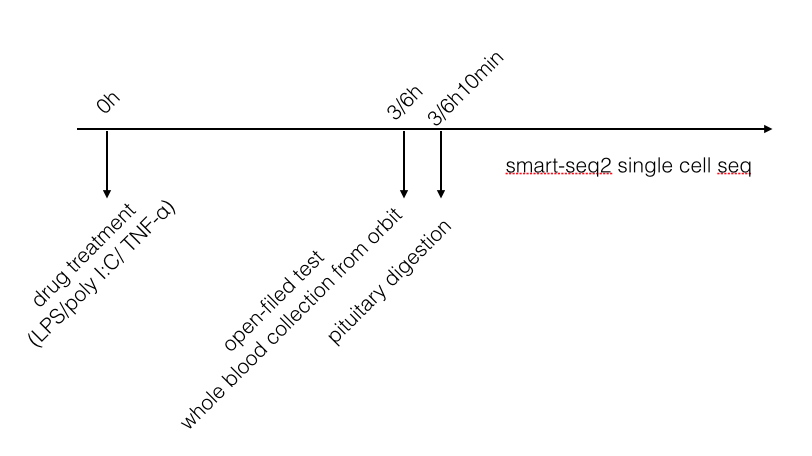 0h
3/6h
3/6h10min
smart-seq2 single cell seq
drug treatment
(LPS/poly I:C/ TNF-α)
open-filed test
whole blood collection from orbit
pituitary digestion